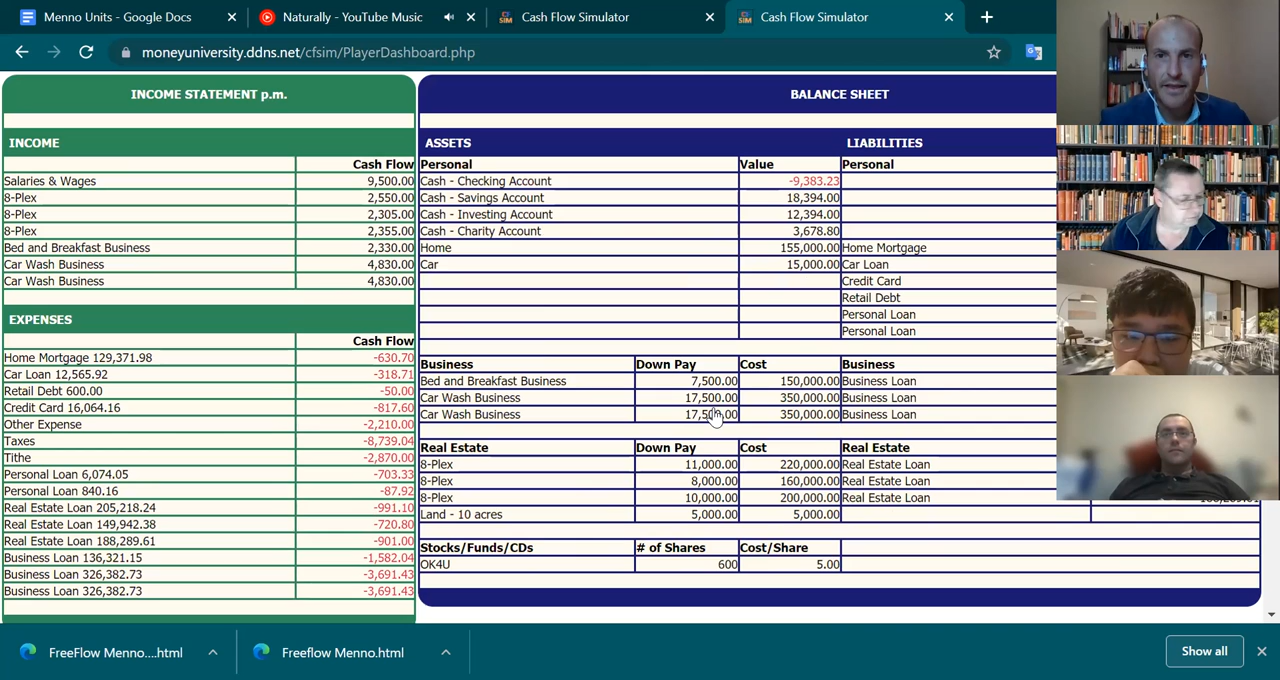 Menno Units - Google Docs
Naturally - YouTube Music
Cash Flow Simulator
Cash Flow Simulator
moneyuniversity.ddns.net/cfsim/PlayerDashboard.php
INCOME STATEMENT p.m.
INCOME
Cash Flow
Salaries & Wages 9,500.00
8-Plex 2,550.00
8-Plex 2,305.00
8-Plex 2,355.00
Bed and Breakfast Business 2,330.00
Car Wash Business 4,830.00
Car Wash Business 4,830.00
EXPENSES
Cash Flow
Home Mortgage 129,371.98 -630.70
Car Loan 12,565.92 -318.71
Retail Debt 600.00 -50.00
Credit Card 16,064.16 -817.60
Other Expense -2,210.00
Taxes -8,739.04
Tithe -2,870.00
Personal Loan 6,074.05 -703.33
Personal Loan 840.16 -87.92
Real Estate Loan 205,218.24 -991.10
Real Estate Loan 149,942.38 -720.80
Real Estate Loan 188,289.61 -901.00
Business Loan 136,321.15 -1,582.04
Business Loan 326,382.73 -3,691.43
Business Loan 326,382.73 -3,691.43
BALANCE SHEET
ASSETS LIABILITIES
Personal Value Personal
Cash - Checking Account -9,383.23
Cash - Savings Account 18,394.00
Cash - Investing Account 12,394.00
Cash - Charity Account 3,678.80
Home 155,000.00 Home Mortgage
Car 15,000.00 Car Loan
Credit Card
Retail Debt
Personal Loan
Personal Loan
Business Down Pay Cost Business
Bed and Breakfast Business 7,500.00 150,000.00 Business Loan
Car Wash Business 17,500.00 350,000.00 Business Loan
Car Wash Business 17,500.00 350,000.00 Business Loan
Real Estate Down Pay Cost Real Estate
8-Plex 11,000.00 220,000.00 Real Estate Loan
8-Plex 8,000.00 160,000.00 Real Estate Loan
8-Plex 10,000.00 200,000.00 Real Estate Loan
Land - 10 acres 5,000.00 5,000.00
Stocks/Funds/CDs # of Shares Cost/Share
OK4U 600 5.00
FreeFlow Menno....html
Freeflow Menno.html
Show all